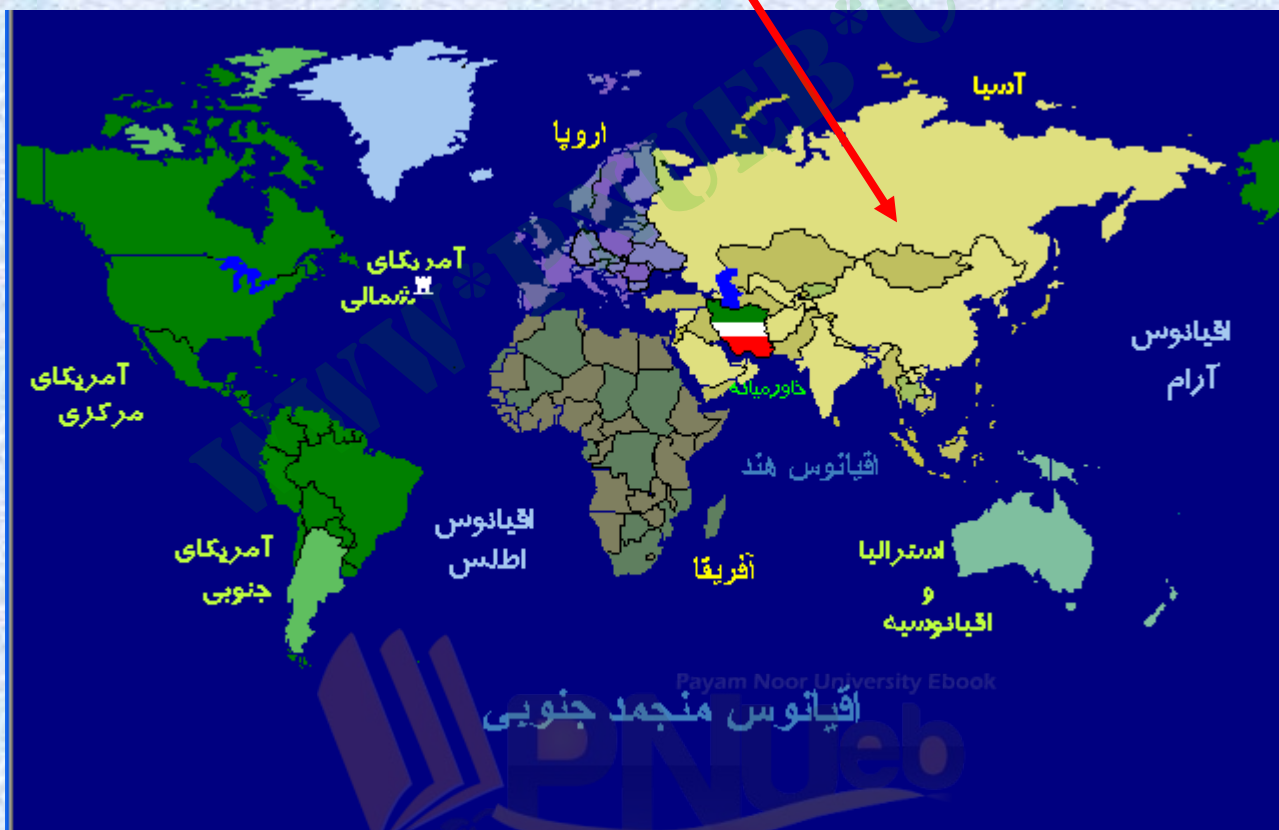 آسیا
اروپا
آمریکای
شمالی
اقیانوس
آرام
آمریکای
مرکزی
خاورمیانه
اقیانوس هند
اقیانوس
اطلس
آمریکای
جنوبی
آفریقا
استرالیا
و
اقیانوسیه
Payam Noor University Ebook
اقیانوس منجمد جنوبی
PNUeb